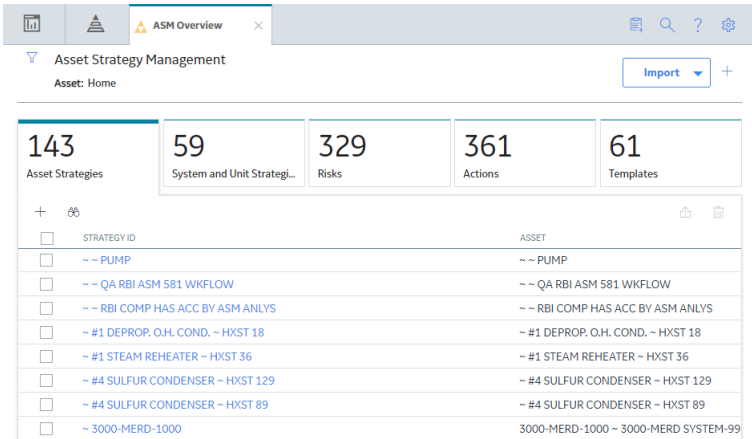 ASM Overview
Asset Strategy Management
Asset: Home
Import
143
Asset Strategies
59
System and Unit Strategi...
329
Risks
361
Actions
61
Templates
STRATEGY ID ASSET
~ ~ PUMP ~ ~ PUMP
~ ~ QA RBI ASM 581 WKFLOW ~ ~ QA RBI ASM 581 WKFLOW
~ ~ RBI COMP HAS ACC BY ASM ANLYS ~ ~ RBI COMP HAS ACC BY ASM ANLYS
~ #1 DEPROP. O.H. COND. ~ HXST 18 ~ #1 DEPROP. O.H. COND. ~ HXST 18
~ #1 STEAM REHEATER ~ HXST 36 ~ #1 STEAM REHEATER ~ HXST 36
~ #4 SULFUR CONDENSER ~ HXST 129 ~ #4 SULFUR CONDENSER ~ HXST 129
~ #4 SULFUR CONDENSER ~ HXST 89 ~ #4 SULFUR CONDENSER ~ HXST 89
~ 3000-MERD-1000 3000-MERD-1000 ~ 3000-MERD SYSTEM-99